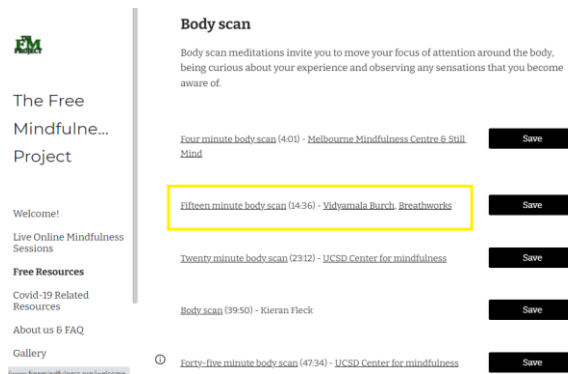 THE
FM
PROJECT
The Free
Mindfulne...
Project
Welcome!
Live Online Mindfulness
Sessions
Free Resources
Covid-19 Related
Resources
About us & FAQ
Gallery
www.freemindfulness.org/welcome
Body scan
Body scan meditations invite you to move your focus of attention around the body,
being curious about your experience and observing any sensations that you become
aware of.
Four minute body scan (4:01) - Melbourne Mindfulness Centre & Still
Mind
Save
Fifteen minute body scan (14:36) - Vidyamala Burch, Breathworks
Save
Twenty minute body scan (23:12) - UCSD Center for mindfulness
Save
Body scan (39:50) - Kieran Fleck
Save
Forty-five minute body scan (47:34) - UCSD Center for mindfulness
Save